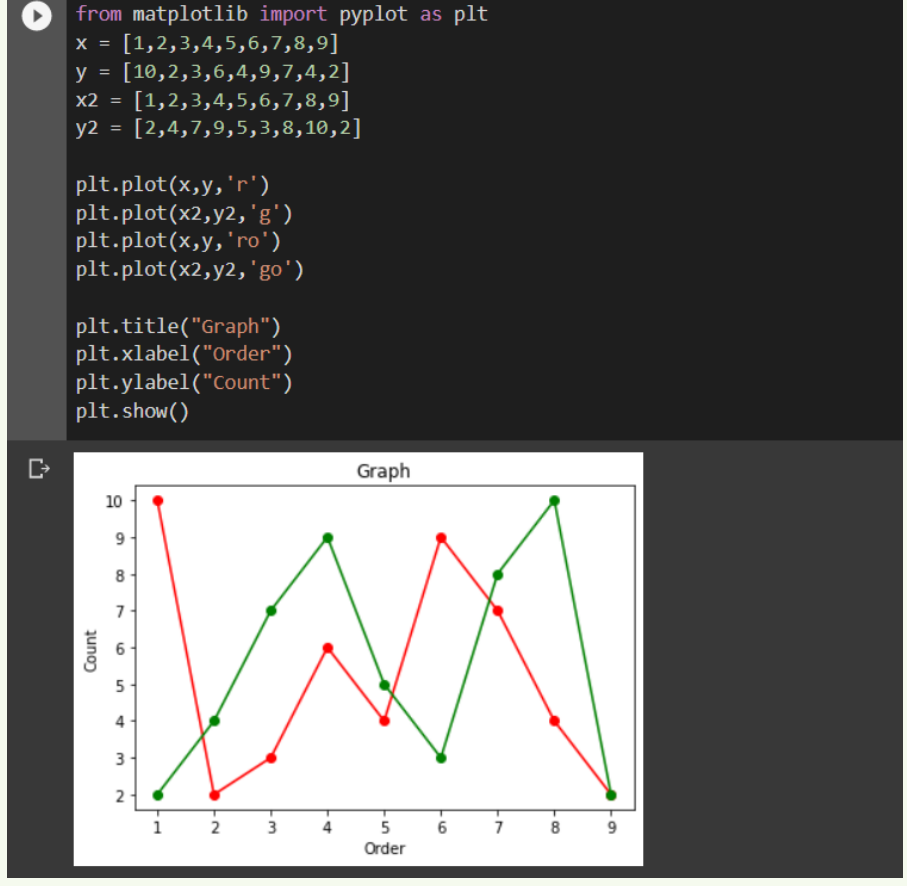 from matplotlib import pyplot as plt
x = [1,2,3,4,5,6,7,8,9]
y = [10,2,3,6,4,9,7,4,2]
x2 = [1,2,3,4,5,6,7,8,9]
y2 = [2,4,7,9,5,3,8,10,2]
plt.plot(x,y,'r')
plt.plot(x2,y2,'g')
plt.plot(x,y,'ro')
plt.plot(x2,y2,'go')
plt.title("Graph")
plt.xlabel("Order")
plt.ylabel("Count")
plt.show()
Graph
Count
10
9
8
7
6
5
4
3
2
1 2 3 4 5 6 7 8 9
Order